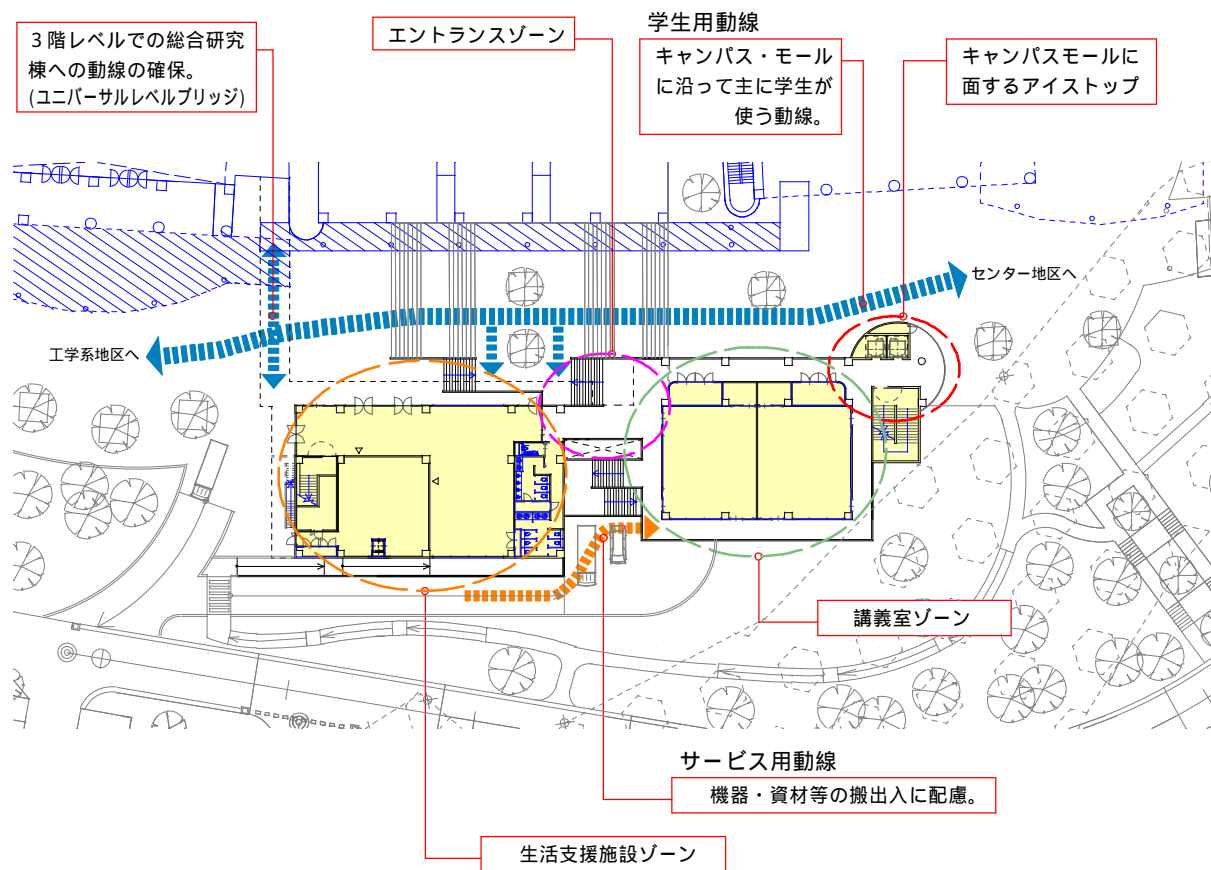 学生用動線
３階レベルでの総合研究
棟への動線の確保。
(ユニバーサルレベルブリッジ)
エントランスゾーン
キャンパス・モール
に沿って主に学生が
使う動線。
キャンパスモールに
面するアイストップ
センター地区へ
工学系地区へ
講義室ゾーン
サービス用動線
機器・資材等の搬出入に配慮。
生活支援施設ゾーン